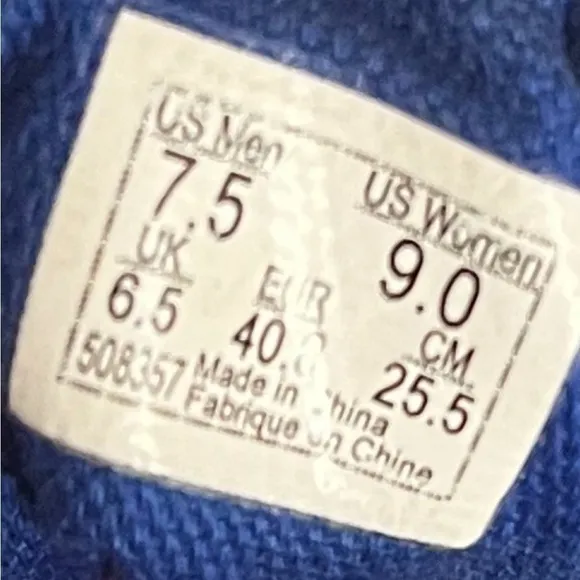 US Men US Women
7.5 9.0
UK EUR CM
6.5 40. 25.5
508357 Made in China
Fabrique en Chine